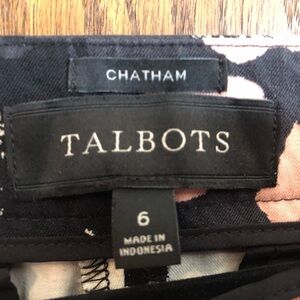 CHATHAM
TALBOTS
6
MADE IN
INDONESIA